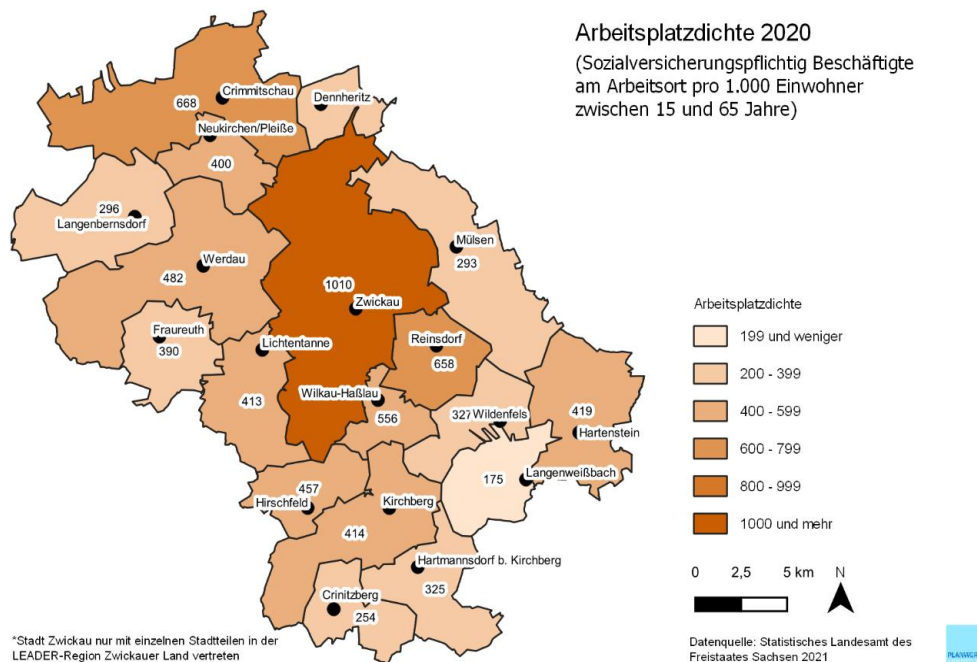 Arbeitsplatzdichte 2020
(Sozialversicherungspflichtig Beschäftigte
am Arbeitsort pro 1.000 Einwohner
zwischen 15 und 65 Jahre)
Crimmitschau
668
Dennheritz
Neukirchen/Pleiße
400
296
Langenbernsdorf
Werdau
482
Mülsen
293
1010
Zwickau
Fraureuth
390
Lichtentanne
413
Reinsdorf
658
Wilkau-Haßlau
556
327
Wildenfels
419
Hartenstein
175
Langenweißbach
457
Hirschfeld
Kirchberg
414
Hartmannsdorf b. Kirchberg
325
Crinitzberg
254
Arbeitsplatzdichte
199 und weniger
200 - 399
400 - 599
600 - 799
800 - 999
1000 und mehr
0 2,5 5 km
N
*Stadt Zwickau nur mit einzelnen Stadtteilen in der
LEADER-Region Zwickauer Land vertreten
Datenquelle: Statistisches Landesamt des
Freistaates Sachsen 2021